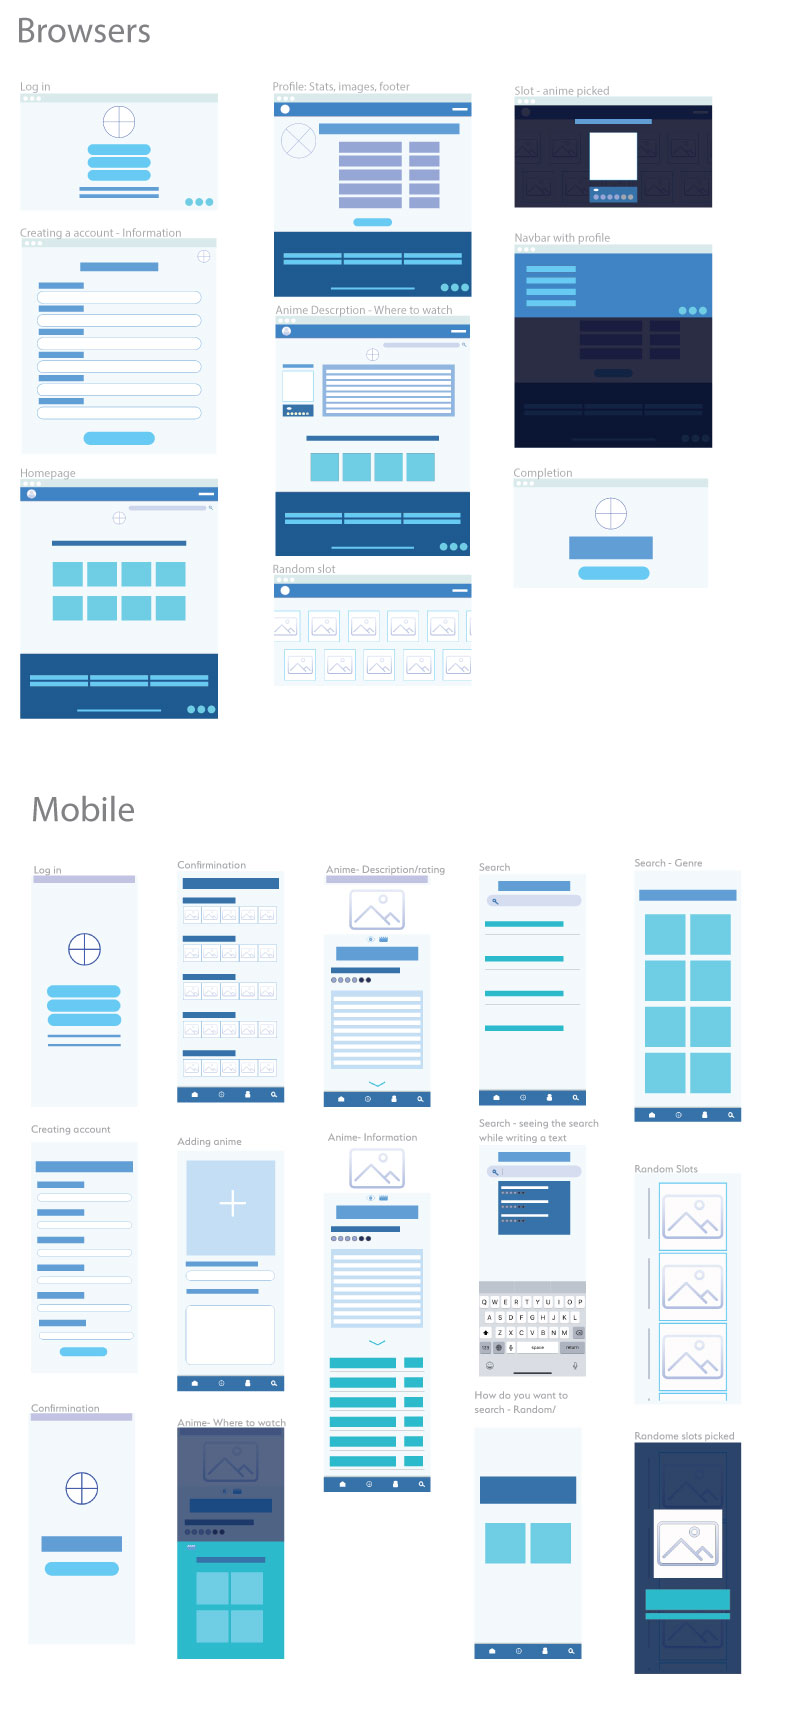 Browsers
Log in
Profile: Stats, images, footer
Slot - anime picked
Creating a account - Information
Navbar with profile
Anime Descrption - Where to watch
Homepage
Completion
Random slot
Mobile
Log in
Confirmination
Anime- Description/rating
Search
Search - Genre
Creating account
Adding anime
Anime- Information
Search - seeing the search
while writing a text
Random Slots
Q W E R T Y U I O P
A S D F G H J K L
Z X C V B N M
123 space return
How do you want to
search - Random/
Confirmination
Anime- Where to watch
Randome slots picked